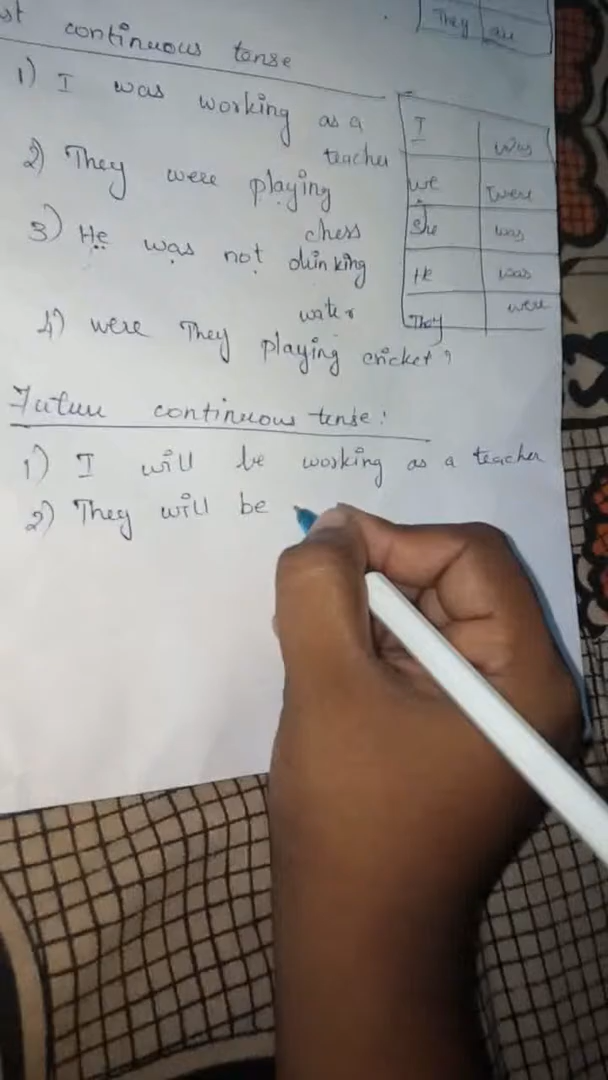 They are
st continuous tense
1) I was working as a
teacher
2) They were playing
chess
3) He was not drinking
water
4) were They playing cricket?
I was
we were
She was
He was
They were
Future continuous tense:
1) I will be working as a teacher
2) They will be